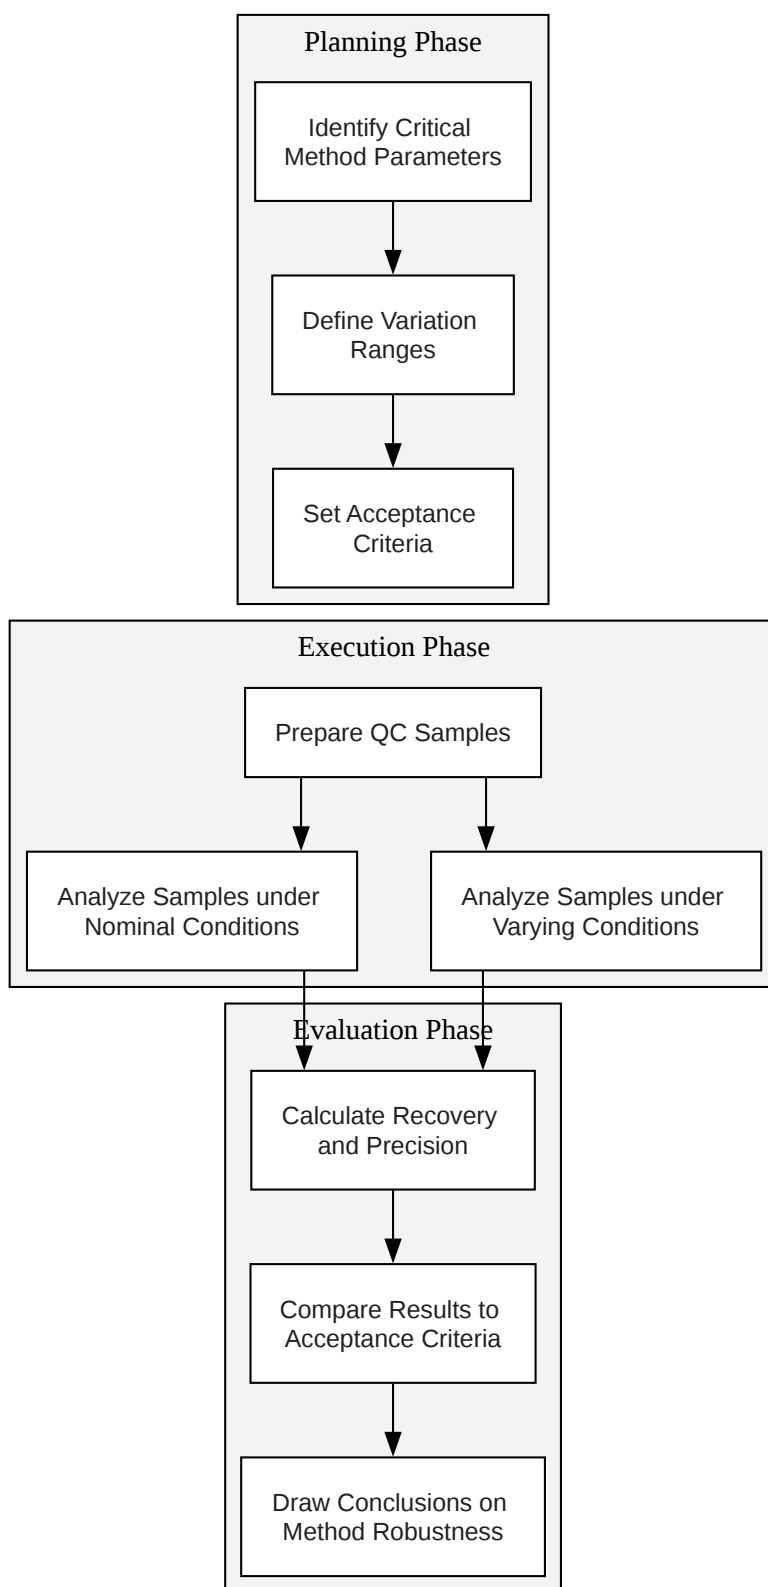 Planning Phase
Identify Critical
Method Parameters
Define Variation
Ranges
Set Acceptance
Criteria
Execution Phase
Prepare QC Samples
Analyze Samples under
Nominal Conditions
Analyze Samples under
Varying Conditions
Evaluation Phase
Calculate Recovery
and Precision
Compare Results to
Acceptance Criteria
Draw Conclusions on
Method Robustness